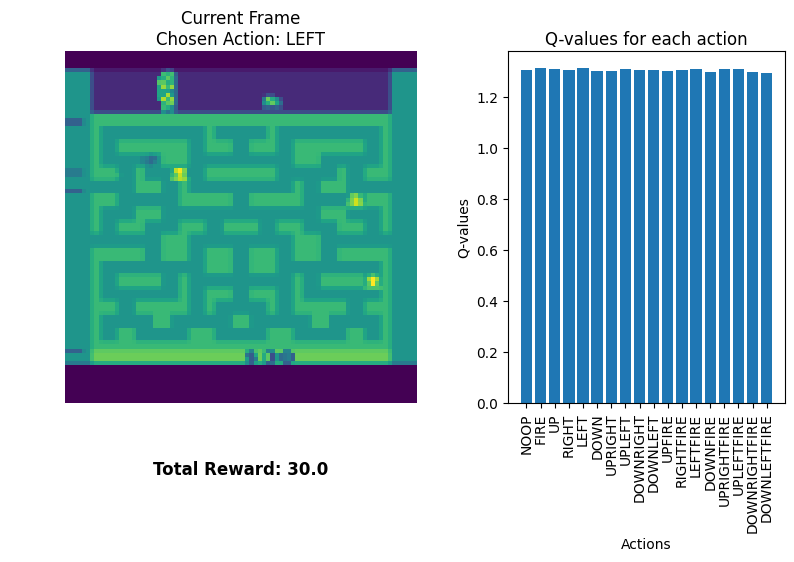 Current Frame
Chosen Action: LEFT
Total Reward: 30.0
Q-values for each action
Q-values
1.2
1.0
0.8
0.6
0.4
0.2
0.0
NOOP
FIRE
UP
RIGHT
LEFT
DOWN
UPRIGHT
UPLEFT
DOWNRIGHT
DOWNLEFT
UPFIRE
RIGHTFIRE
LEFTFIRE
DOWNFIRE
UPRIGHTFIRE
UPLEFTFIRE
DOWNRIGHTFIRE
DOWNLEFTFIRE
Actions